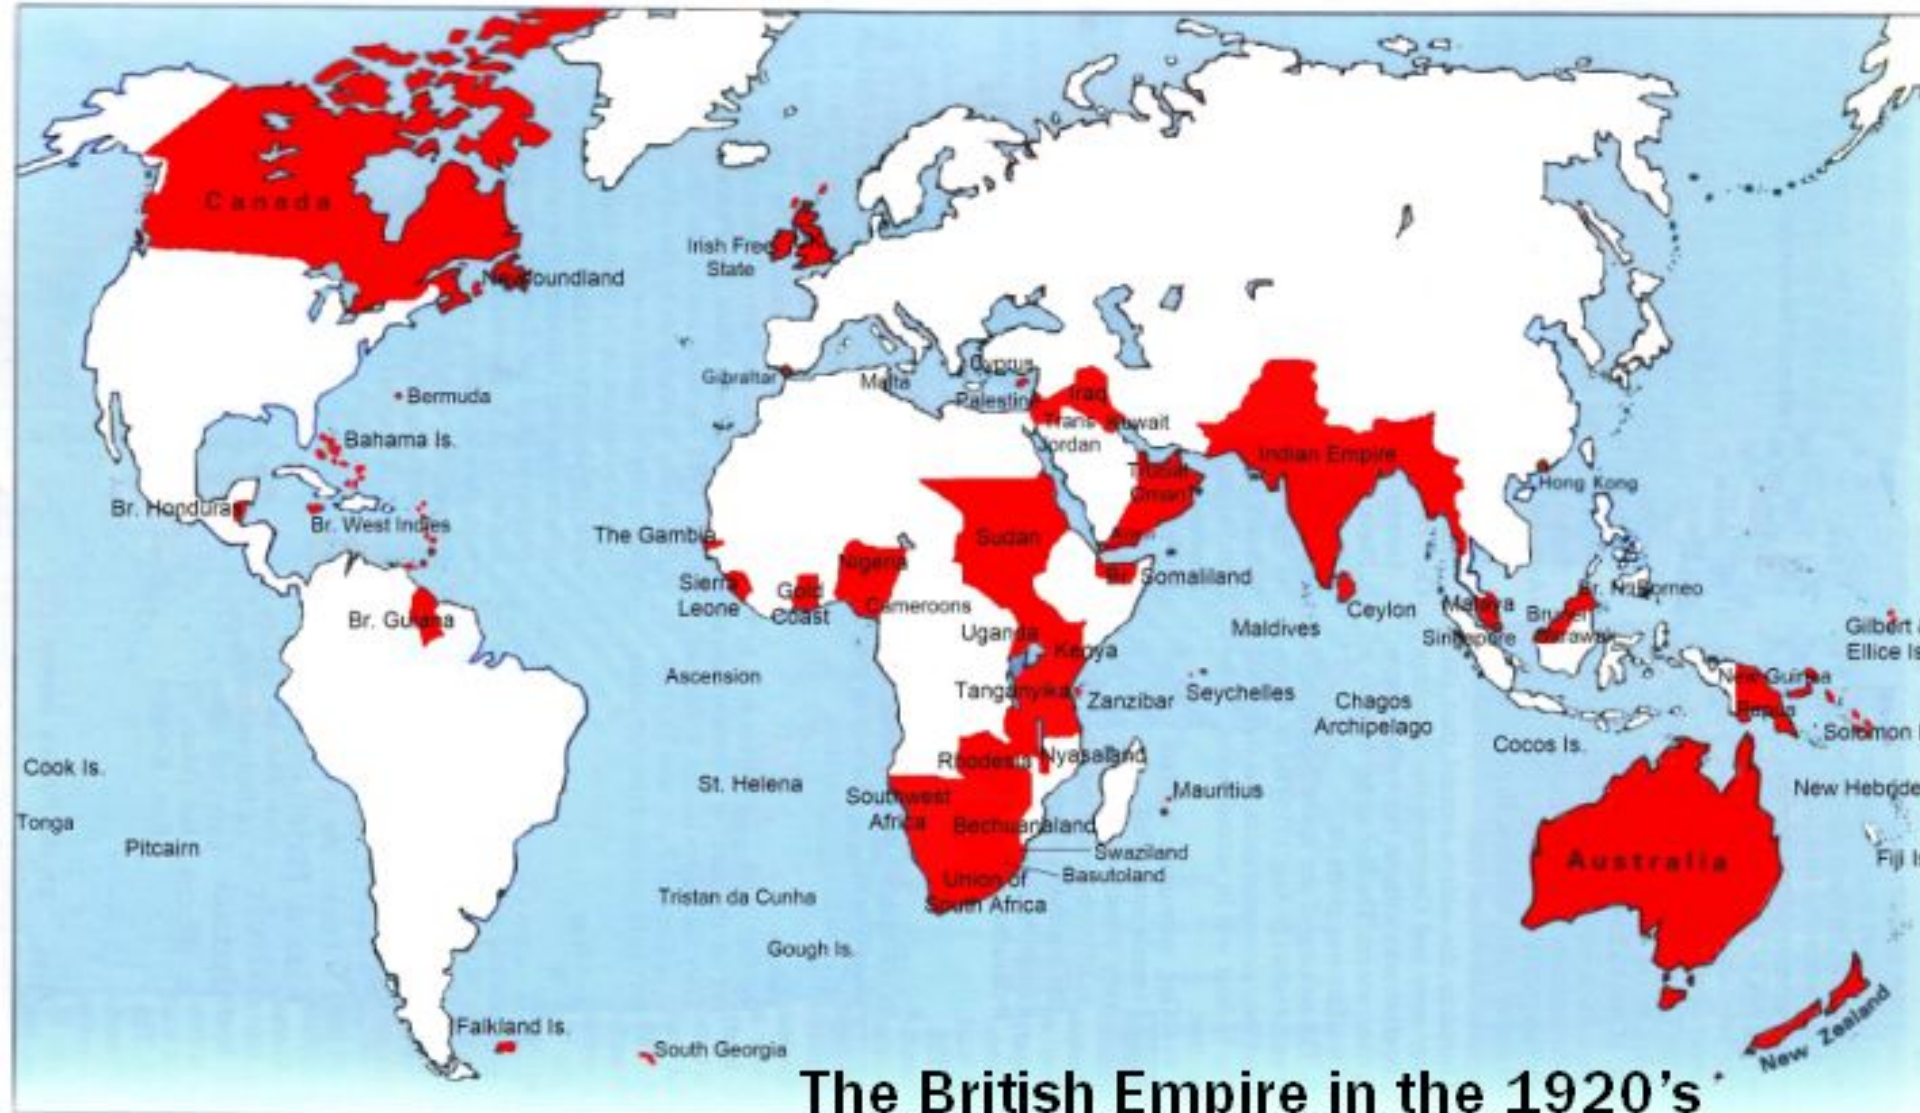 Canada
Newfoundland
Irish Free
State
Gibraltar
Malta
Cyprus
Palestine
Iraq
Trans
Jordan
Kuwait
Bermuda
Bahama Is.
Br. Honduras
Br. West Indies
Br. Guiana
The Gambia
Sierra
Leone
Gold
Coast
Nigeria
Cameroons
Sudan
Trucial
Oman
Aden
Br. Somaliland
Indian Empire
Hong Kong
Ceylon
Maldives
Malaya
Singapore
Br. N. Borneo
Brunei
Sarawak
Gilbert
Ellice Is
Uganda
Kenya
Tanganyika
Zanzibar
Seychelles
Chagos
Archipelago
Cocos Is.
New Guinea
Papua
Solomon
Ascension
St. Helena
Rhodesia
Nyasaland
Mauritius
Southwest
Africa
Bechuanaland
Swaziland
Basutoland
Union of
South Africa
Cook Is.
Tonga
Pitcairn
Tristan da Cunha
Gough Is.
Falkland Is.
South Georgia
Australia
New Hebride
Fiji Is
New Zealand
The British Empire in the 1920's